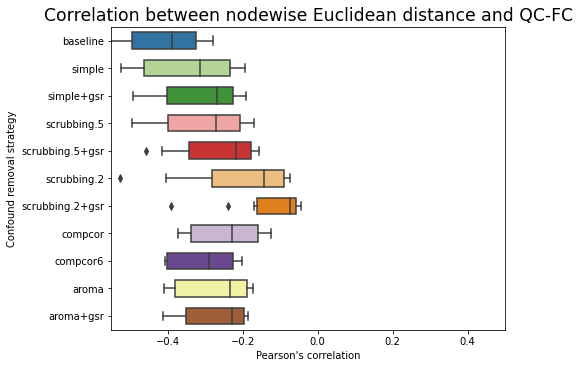 Correlation between nodewise Euclidean distance and QC-FC
Confound removal strategy
baseline
simple
simple+gsr
scrubbing.5
scrubbing.5+gsr
scrubbing.2
scrubbing.2+gsr
compcor
compcor6
aroma
aroma+gsr
−0.4 −0.2 0.0 0.2 0.4
Pearson's correlation